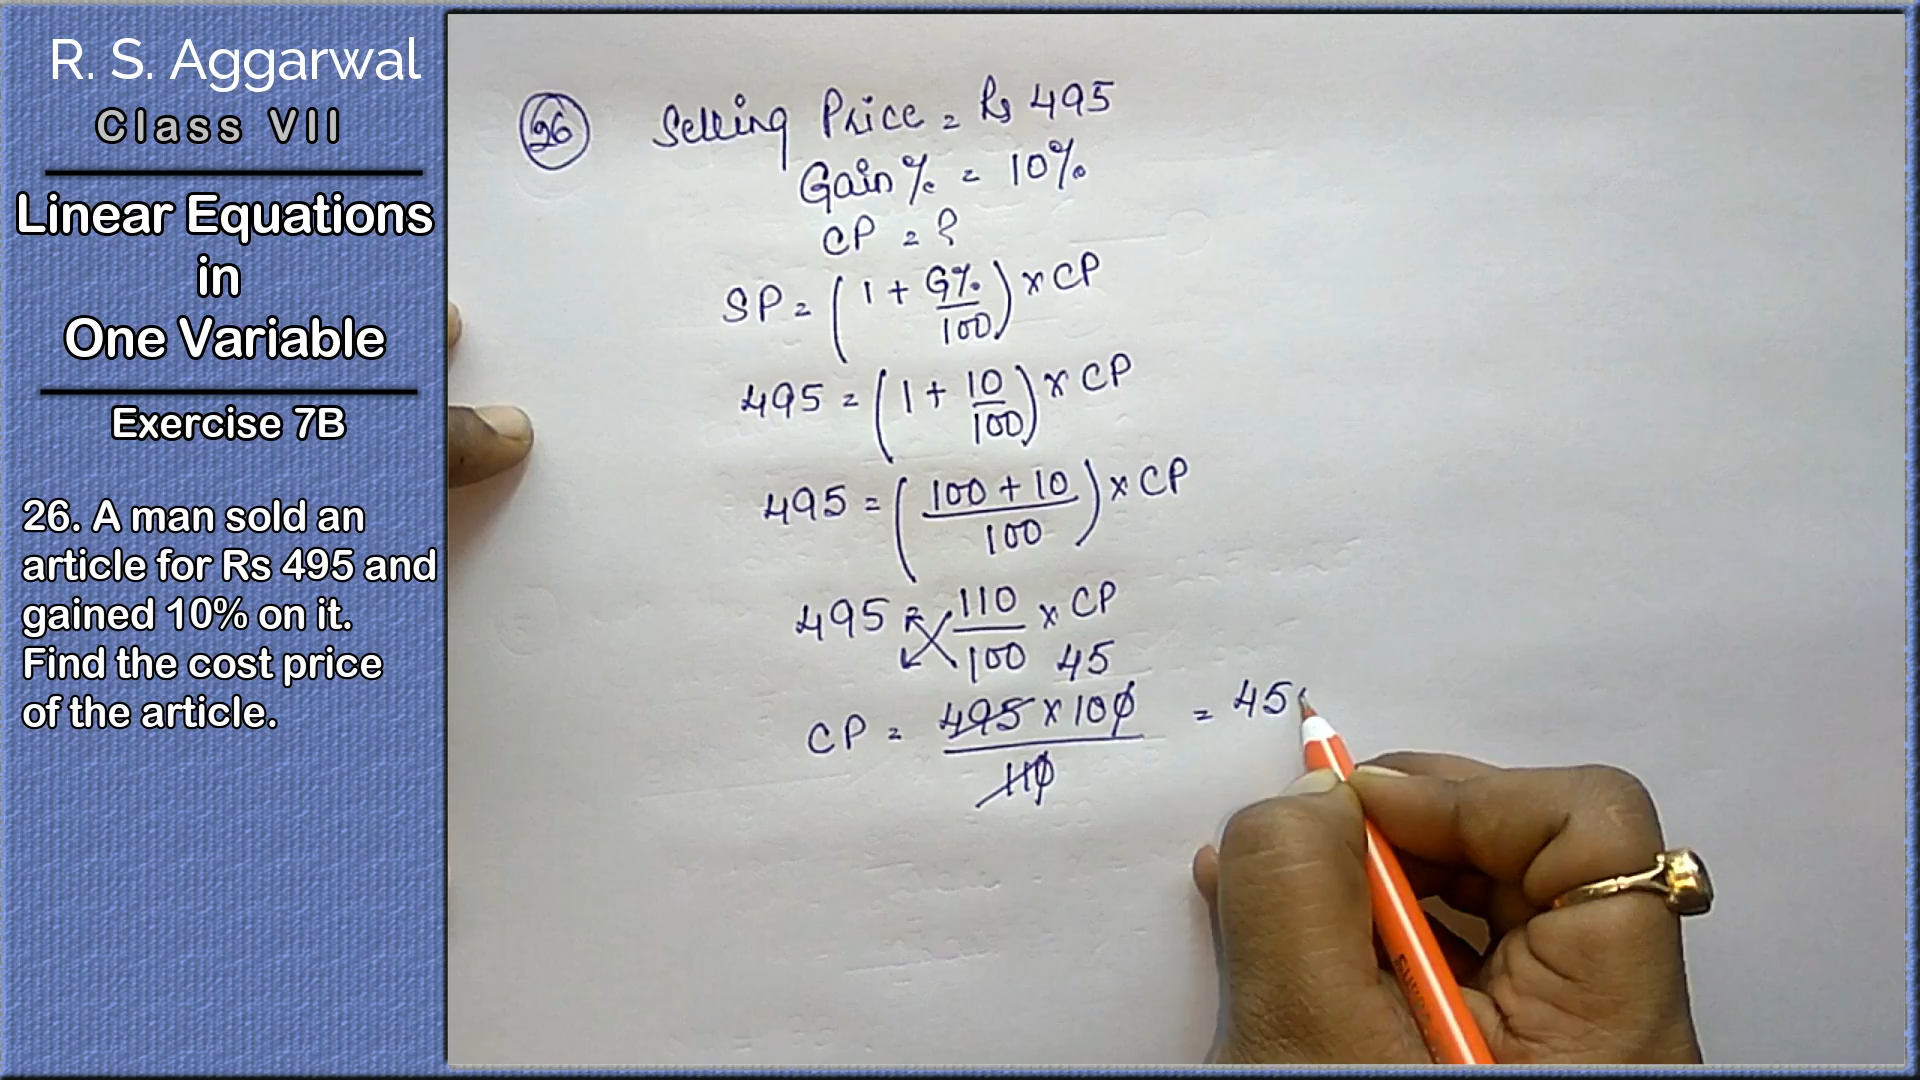 R. S. Aggarwal
Class VII
Linear Equations
in
One Variable
Exercise 7B
26. A man sold an
article for Rs 495 and
gained 10% on it.
Find the cost price
of the article.
26 Selling Price = Rs 495
Gain % = 10%
CP = ?
SP = (1 + G%/100) x CP
495 = (1 + 10/100) x CP
495 = (100 + 10/100) x CP
495 = 110/100 x CP
45
CP = 495 x 100/110 = 45